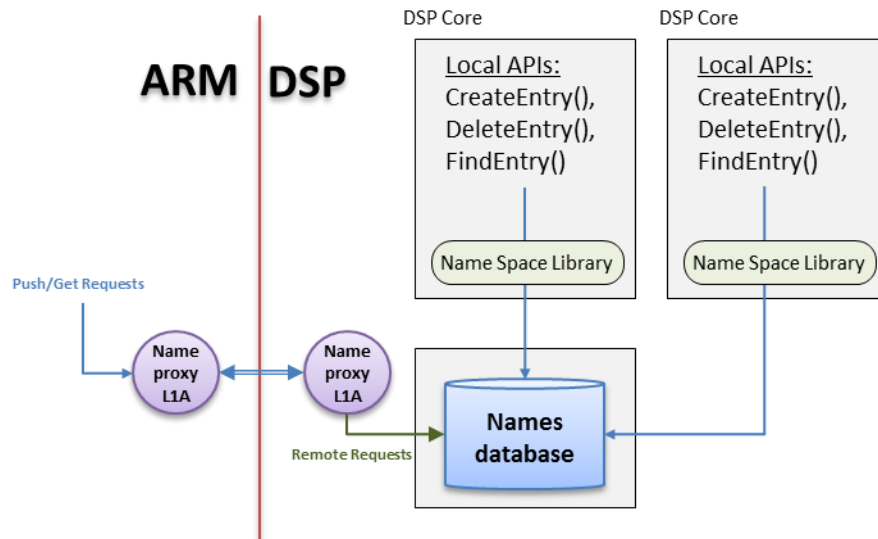 DSP Core
DSP Core
ARM
DSP
Local APIs:
CreateEntry(),
DeleteEntry(),
FindEntry()
Local APIs:
CreateEntry(),
DeleteEntry(),
FindEntry()
Name Space Library
Name Space Library
Push/Get Requests
Name
proxy
L1A
Name
proxy
L1A
Remote Requests
Names
database